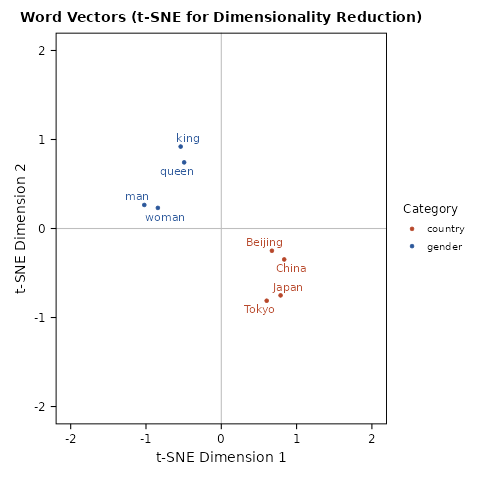 Word Vectors (t-SNE for Dimensionality Reduction)
2
1
0
-1
-2
t-SNE Dimension 2
king
queen
man
woman
Beijing
China
Japan
Tokyo
-2
-1
0
1
2
t-SNE Dimension 1
Category
country
gender